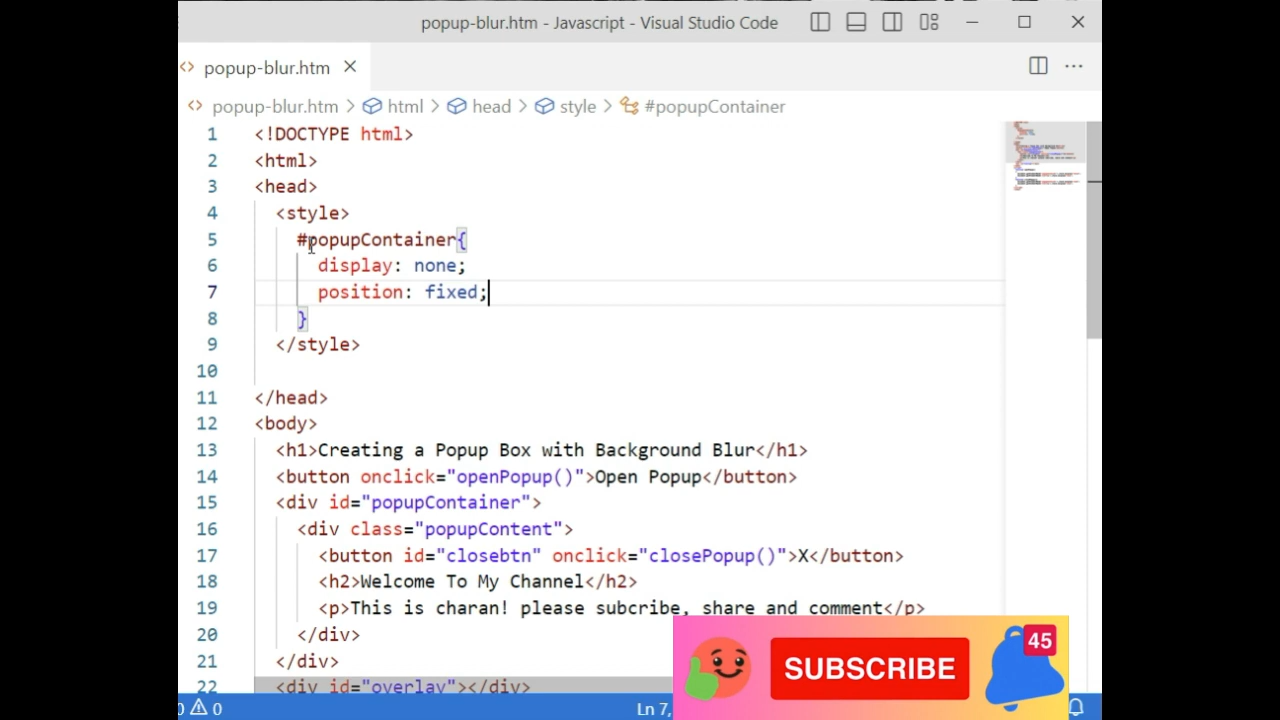 popup-blur.htm - Javascript - Visual Studio Code
popup-blur.htm
popup-blur.htm > html > head > style > #popupContainer
1 <!DOCTYPE html>
2 <html>
3 <head>
4 <style>
5 #popupContainer{
6 display: none;
7 position: fixed;
8 }
9 </style>
10
11 </head>
12 <body>
13 <h1>Creating a Popup Box with Background Blur</h1>
14 <button onclick="openPopup()">Open Popup</button>
15 <div id="popupContainer">
16 <div class="popupContent">
17 <button id="closebtn" onclick="closePopup()">X</button>
18 <h2>Welcome To My Channel</h2>
19 <p>This is charan! please subcribe, share and comment</p>
20 </div>
21 </div>
22 <div id="overlay"></div>
45
SUBSCRIBE
0 0 Ln 7,